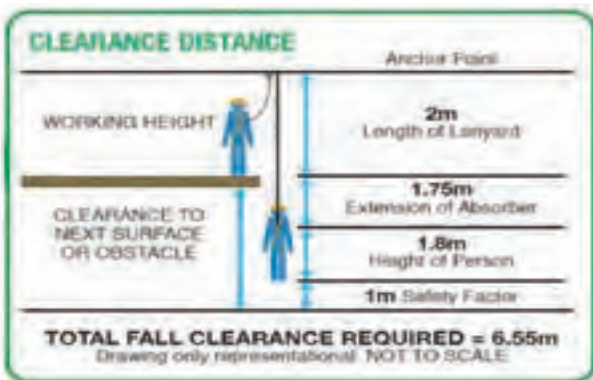 CLEARANCE DISTANCE
Anchor Point
WORKING HEIGHT
2m
Length of Lanyard
1.75m
Extension of Absorber
CLEARANCE TO
NEXT SURFACE
OR OBSTACLE
1.8m
Height of Person
1m Safety Factor
TOTAL FALL CLEARANCE REQUIRED = 6.55m
Drawing only representational NOT TO SCALE